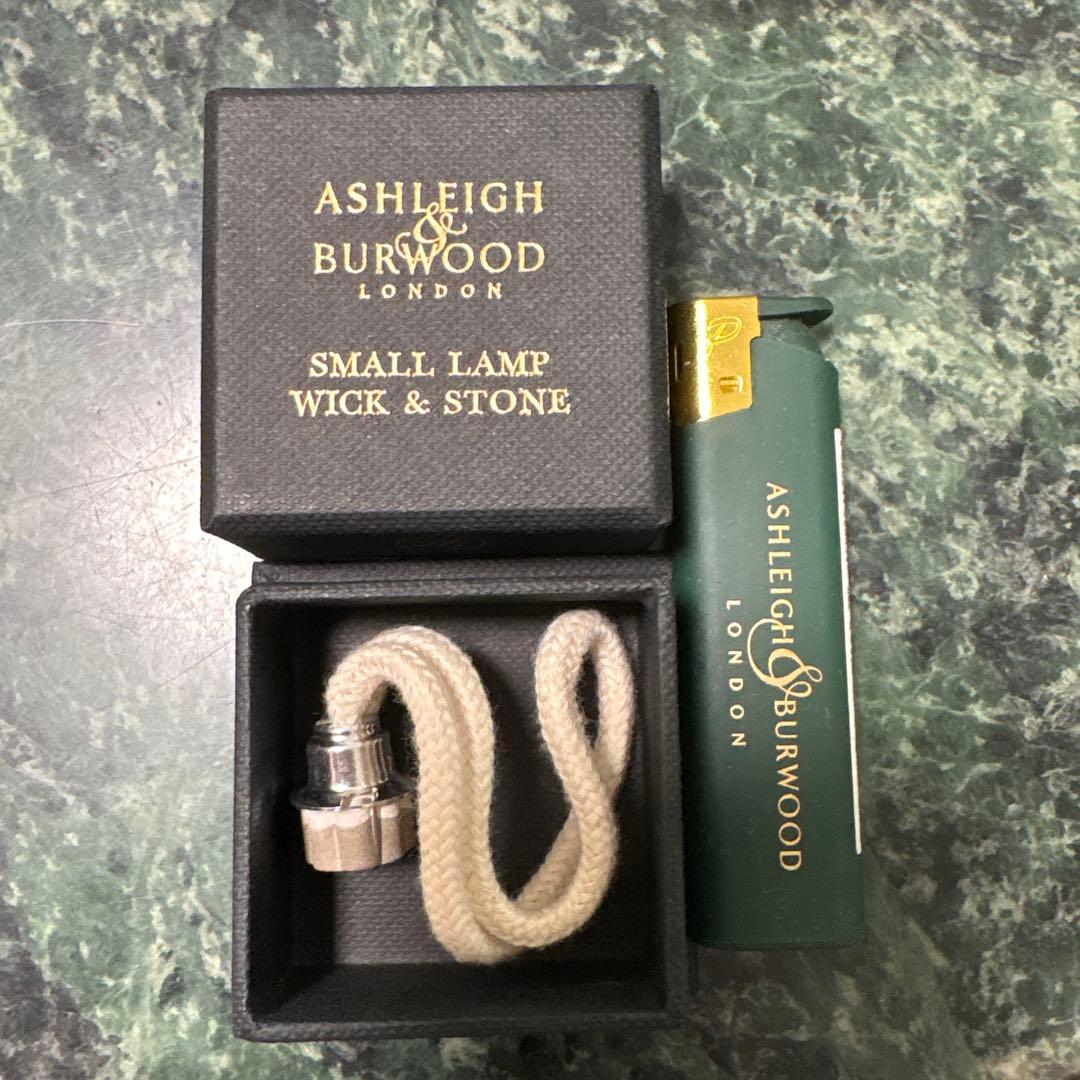 ASHLEIGH
&
BURWOOD
LONDON
SMALL LAMP
WICK & STONE
ASHLEIGH & BURWOOD
LONDON